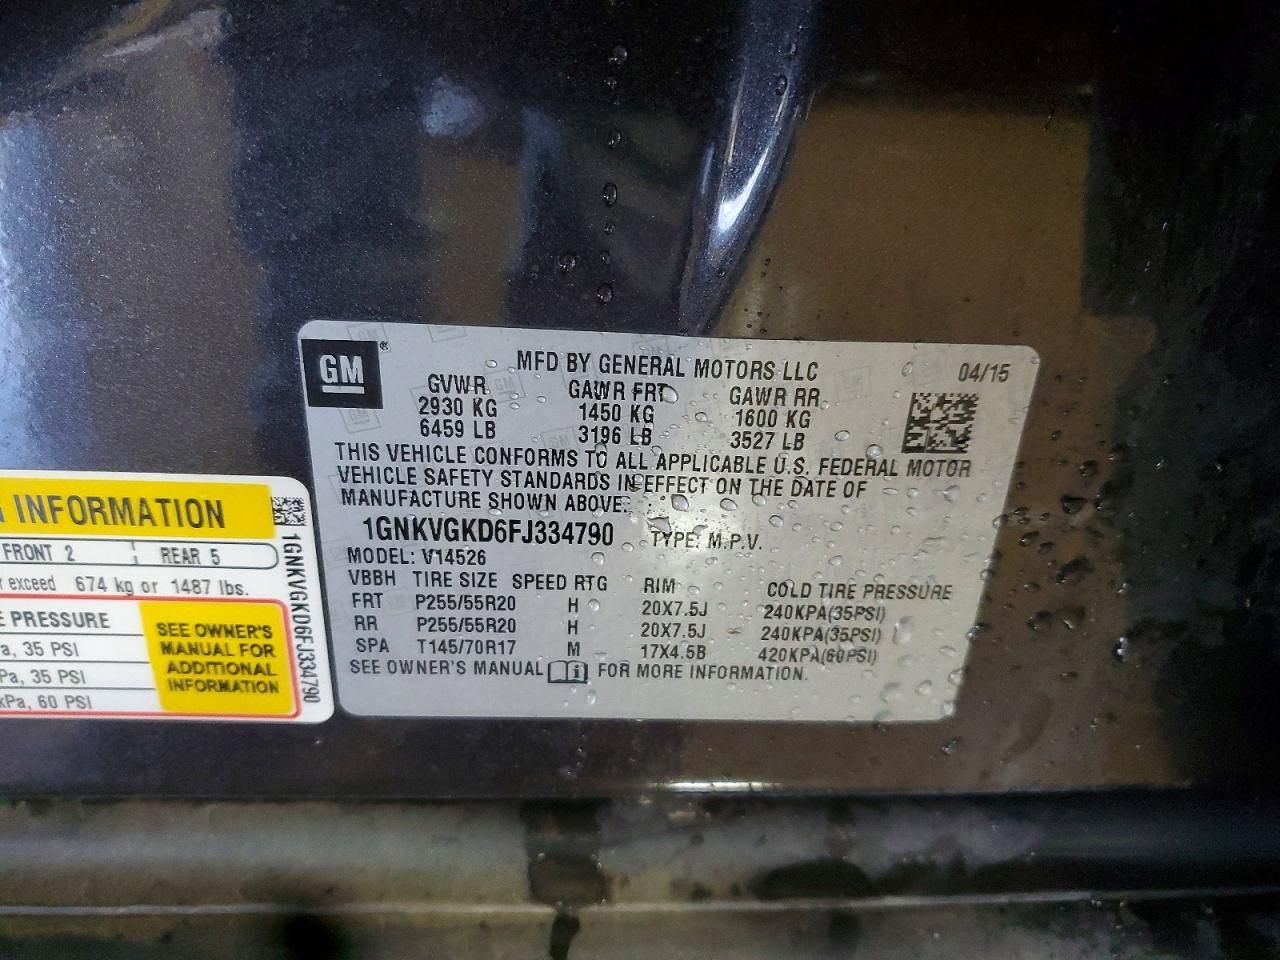 GM®
MFD BY GENERAL MOTORS LLC 04/15
GVWR GAWR FRT GAWR RR
2930 KG 1450 KG 1600 KG
6459 LB 3196 LB 3527 LB
THIS VEHICLE CONFORMS TO ALL APPLICABLE U.S. FEDERAL MOTOR
VEHICLE SAFETY STANDARDS IN EFFECT ON THE DATE OF
MANUFACTURE SHOWN ABOVE.
1GNKVGKD6FJ334790 TYPE: M.P.V.
MODEL: V14526
VBBH TIRE SIZE SPEED RTG RIM COLD TIRE PRESSURE
FRT P255/55R20 H 20X7.5J 240KPA(35PSI)
RR P255/55R20 H 20X7.5J 240KPA(35PSI)
SPA T145/70R17 M 17X4.5B 420KPA(60PSI)
SEE OWNER'S MANUAL FOR MORE INFORMATION.
INFORMATION
FRONT 2 REAR 5
exceed 674 kg or 1487 lbs.
PRESSURE
a, 35 PSI
Pa, 35 PSI
kPa, 60 PSI
SEE OWNER'S
MANUAL FOR
ADDITIONAL
INFORMATION
1GNKVGKD6FJ334790